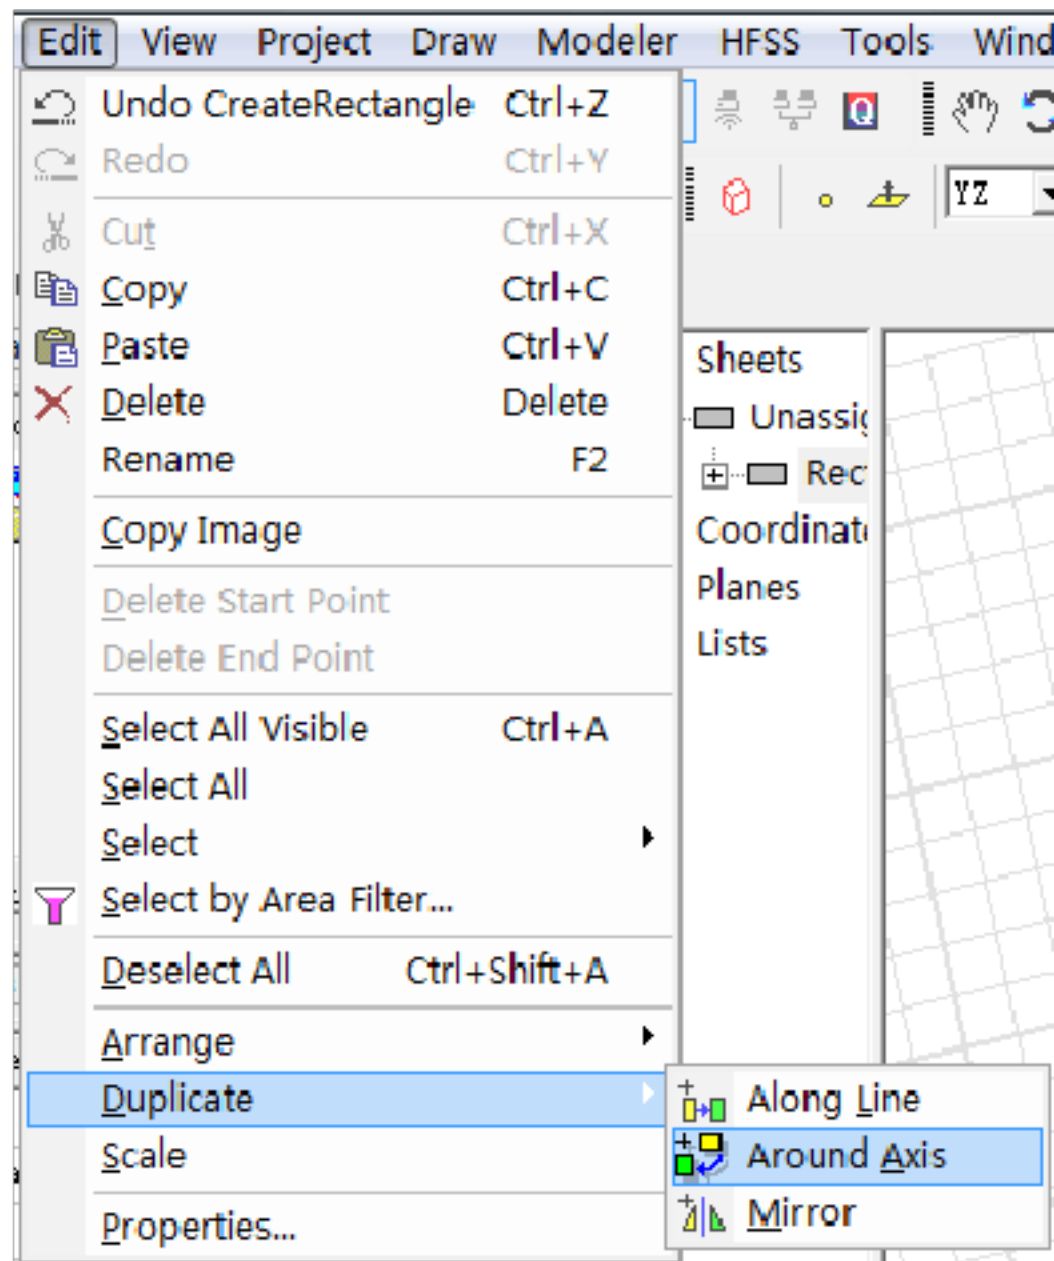 Edit View Project Draw Modeler HFSS Tools
Undo CreateRectangle Ctrl+Z
Redo Ctrl+Y
Cut Ctrl+X
Copy Ctrl+C
Paste Ctrl+V
Delete Delete
Rename F2
Copy Image
Delete Start Point
Delete End Point
Select All Visible Ctrl+A
Select All
Select
Select by Area Filter...
Deselect All Ctrl+Shift+A
Arrange
Duplicate
Scale
Properties...
Along Line
Around Axis
Mirror
Q
YZ
Sheets
Planes
Lists